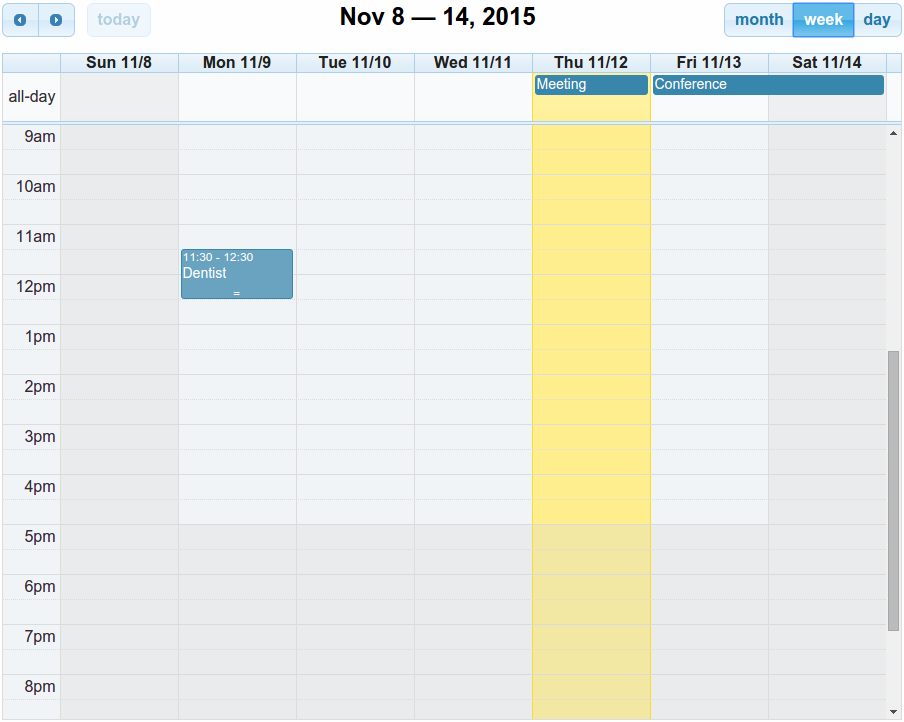 today
Nov 8 — 14, 2015
month week day
Sun 11/8 Mon 11/9 Tue 11/10 Wed 11/11 Thu 11/12 Fri 11/13 Sat 11/14
all-day Meeting Conference
9am
10am
11am
11:30 - 12:30
Dentist
12pm
1pm
2pm
3pm
4pm
5pm
6pm
7pm
8pm